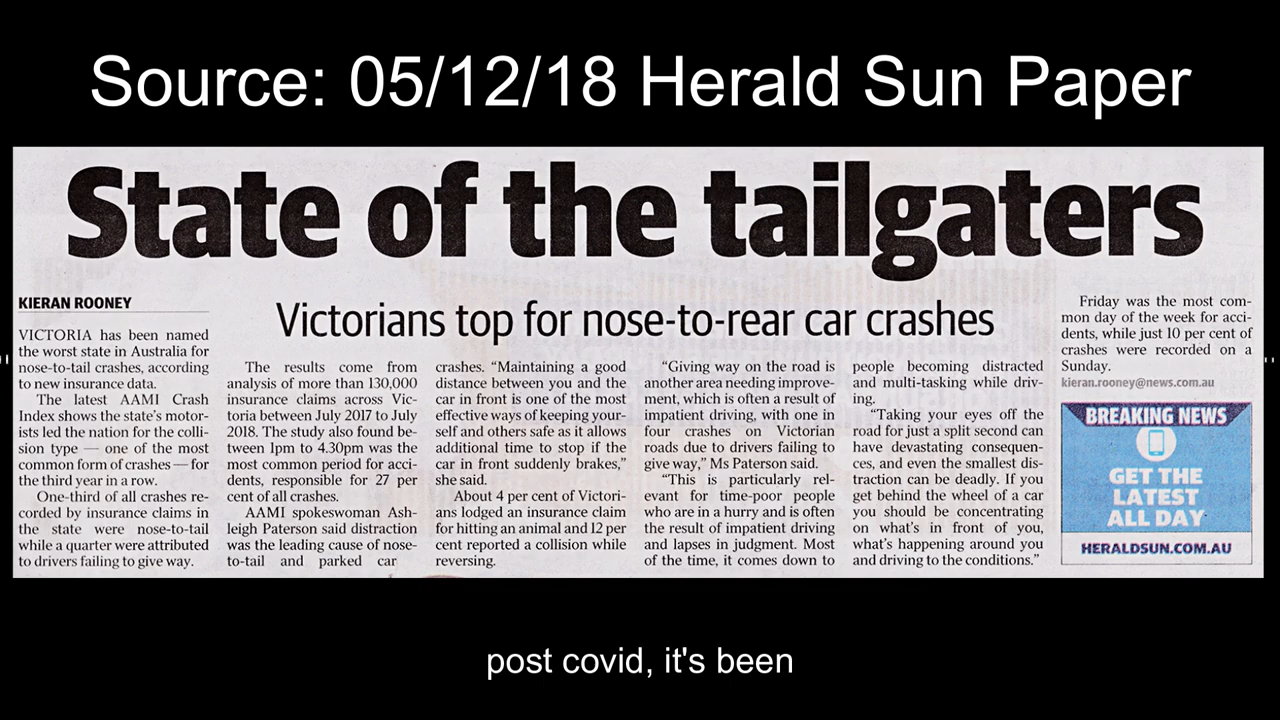 Source: 05/12/18 Herald Sun Paper
State of the tailgaters
KIERAN ROONEY
Victorians top for nose-to-rear car crashes
VICTORIA has been named
the worst state in Australia for
nose-to-tail crashes, according
to new insurance data.
The latest AAMI Crash
Index shows the state's motor-
ists led the nation for the colli-
sion type — one of the most
common form of crashes — for
the third year in a row.
One-third of all crashes re-
corded by insurance claims in
the state were nose-to-tail
while a quarter were attributed
to drivers failing to give way.
The results come from
analysis of more than 130,000
insurance claims across Vic-
toria between July 2017 to July
2018. The study also found be-
tween 1pm to 4.30pm was the
most common period for acci-
dents, responsible for 27 per
cent of all crashes.
AAMI spokeswoman Ash-
leigh Paterson said distraction
was the leading cause of nose-
to-tail and parked car
crashes. “Maintaining a good
distance between you and the
car in front is one of the most
effective ways of keeping your-
self and others safe as it allows
additional time to stop if the
car in front suddenly brakes,”
she said.
About 4 per cent of Victori-
ans lodged an insurance claim
for hitting an animal and 12 per
cent reported a collision while
reversing.
“Giving way on the road is
another area needing improve-
ment, which is often a result of
impatient driving, with one in
four crashes on Victorian
roads due to drivers failing to
give way,” Ms Paterson said.
“This is particularly rel-
evant for time-poor people
who are in a hurry and is often
the result of impatient driving
and lapses in judgment. Most
of the time, it comes down to
people becoming distracted
and multi-tasking while driv-
ing.
“Taking your eyes off the
road for just a split second can
have devastating consequen-
ces, and even the smallest dis-
traction can be deadly. If you
get behind the wheel of a car
you should be concentrating
on what's in front of you,
what's happening around you
and driving to the conditions.”
Friday was the most com-
mon day of the week for acci-
dents, while just 10 per cent of
crashes were recorded on a
Sunday.
kieran.rooney@news.com.au
BREAKING NEWS
GET THE
LATEST
ALL DAY
HERALDSUN.COM.AU
post covid, it's been